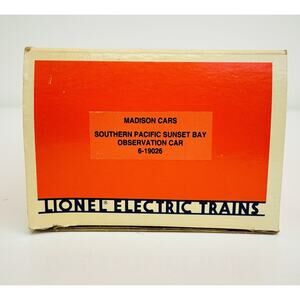 MADISON CARS
SOUTHERN PACIFIC SUNSET BAY
OBSERVATION CAR
6-19026
LIONEL® ELECTRIC TRAINS